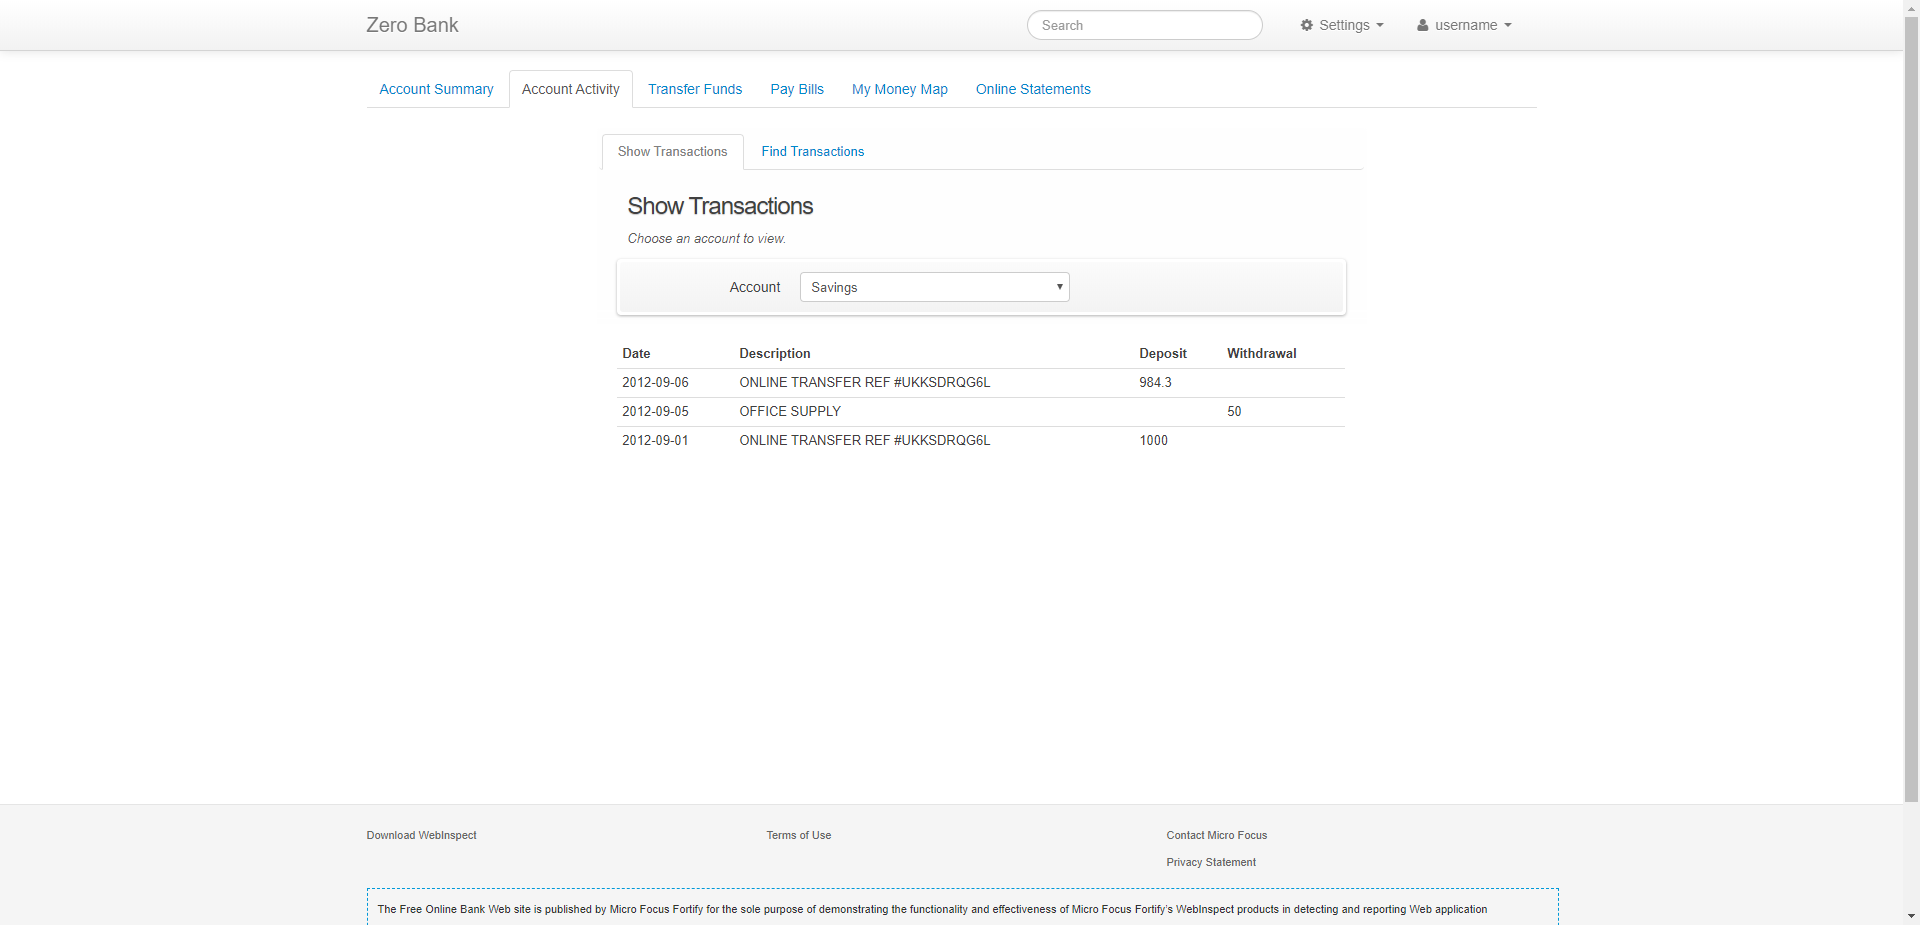 Zero Bank
Search
Settings
username
Account Summary
Account Activity
Transfer Funds
Pay Bills
My Money Map
Online Statements
Show Transactions
Find Transactions
Show Transactions
Choose an account to view.
Account
Savings
Date Description Deposit Withdrawal
2012-09-06 ONLINE TRANSFER REF #UKKSDRQG6L 984.3
2012-09-05 OFFICE SUPPLY 50
2012-09-01 ONLINE TRANSFER REF #UKKSDRQG6L 1000
Download WebInspect
Terms of Use
Contact Micro Focus
Privacy Statement
The Free Online Bank Web site is published by Micro Focus Fortify for the sole purpose of demonstrating the functionality and effectiveness of Micro Focus Fortify's WebInspect products in detecting and reporting Web application